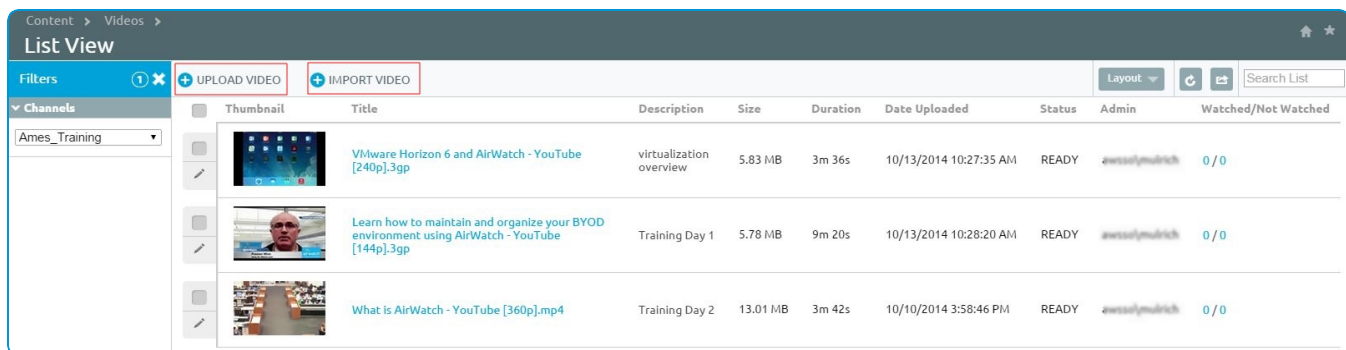 Content > Videos >
List View
Filters 1
UPLOAD VIDEO
IMPORT VIDEO
Layout
Search List
Channels
Ames_Training
Thumbnail Title Description Size Duration Date Uploaded Status Admin Watched/Not Watched
VMware Horizon 6 and AirWatch - YouTube
[240p].3gp
virtualization
overview
5.83 MB 3m 36s 10/13/2014 10:27:35 AM READY 0 / 0
Learn how to maintain and organize your BYOD
environment using AirWatch - YouTube
[144p].3gp
Training Day 1 5.78 MB 9m 20s 10/13/2014 10:28:20 AM READY 0 / 0
What is AirWatch - YouTube [360p].mp4 Training Day 2 13.01 MB 3m 42s 10/10/2014 3:58:46 PM READY 0 / 0